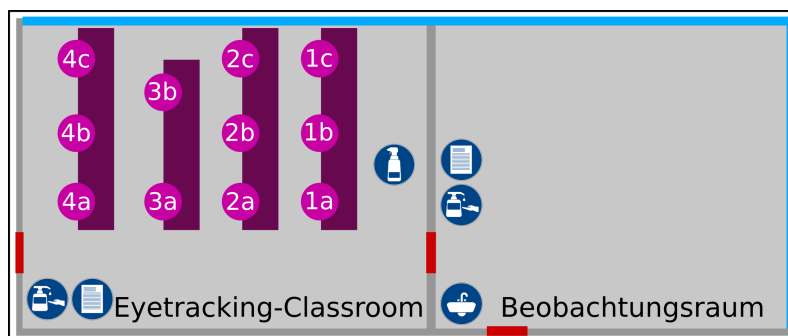 4c
2c
1c
3b
4b
2b
1b
4a
3a
2a
1a
Eyetracking-Classroom
Beobachtungsraum